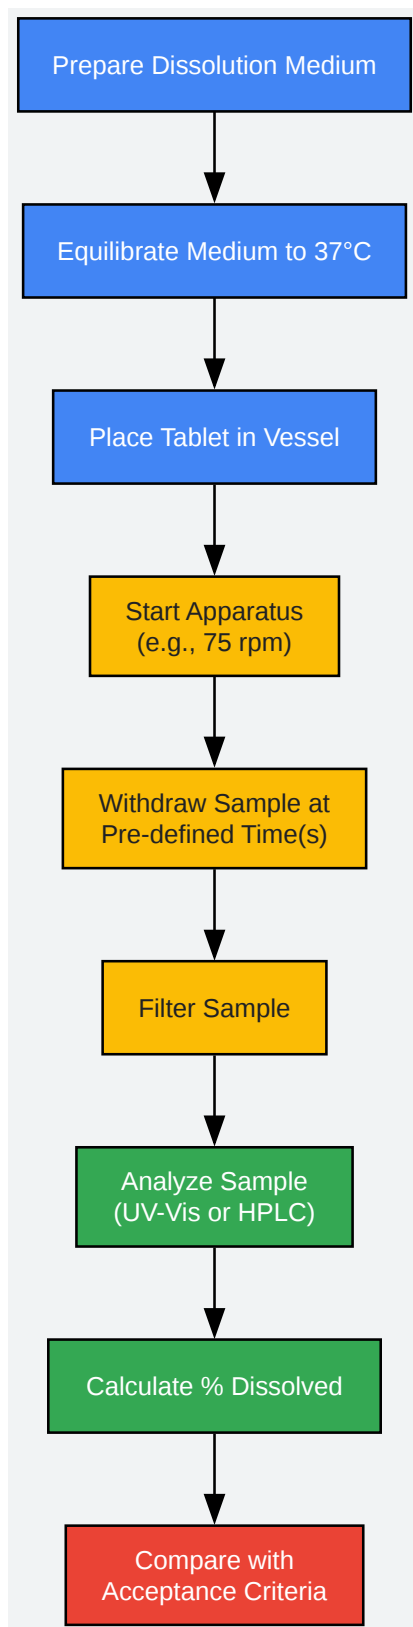 Prepare Dissolution Medium
Equilibrate Medium to 37°C
Place Tablet in Vessel
Start Apparatus
(e.g., 75 rpm)
Withdraw Sample at
Pre-defined Time(s)
Filter Sample
Analyze Sample
(UV-Vis or HPLC)
Calculate % Dissolved
Compare with
Acceptance Criteria